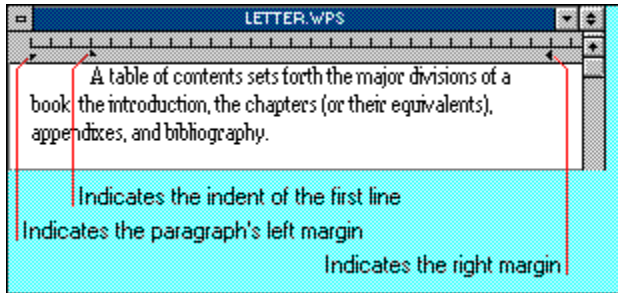 LETTER.WPS
A table of contents sets forth the major divisions of a
book: the introduction, the chapters (or their equivalents),
appendixes, and bibliography.
Indicates the indent of the first line
Indicates the paragraph's left margin
Indicates the right margin